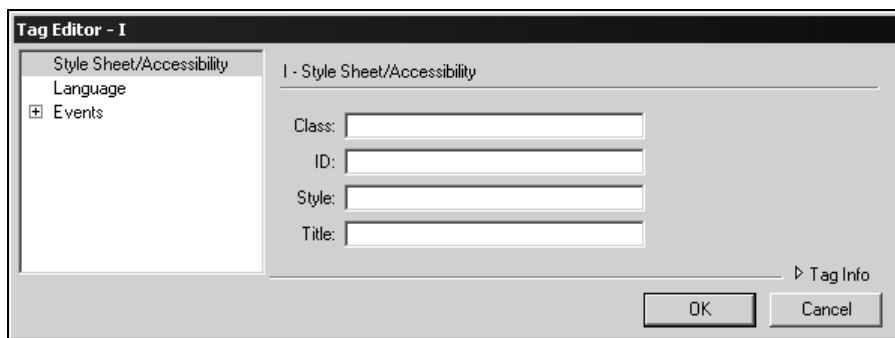 Tag Editor - I
Style Sheet/Accessibility
Language
Events
I - Style Sheet/Accessibility
Class:
ID:
Style:
Title:
Tag Info
OK
Cancel